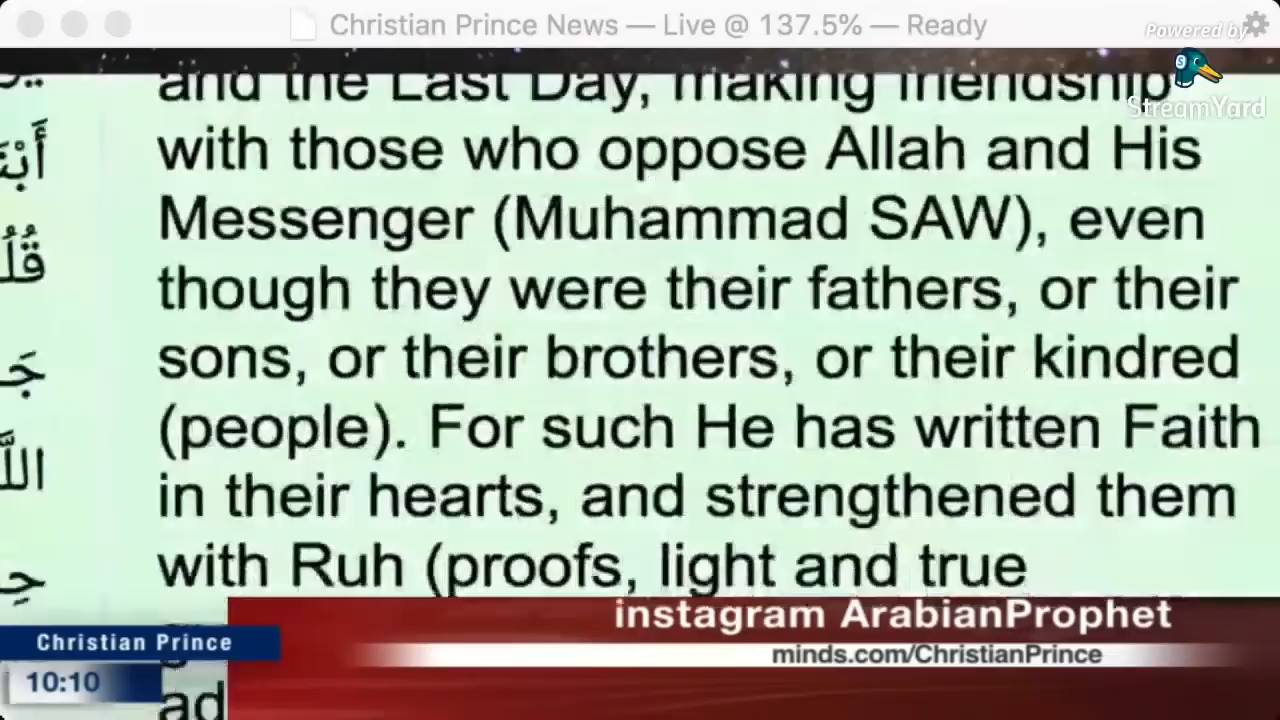 Christian Prince News — Live @ 137.5% — Ready
Powered by
StreamYard
and the Last Day, making friendship
with those who oppose Allah and His
Messenger (Muhammad SAW), even
though they were their fathers, or their
sons, or their brothers, or their kindred
(people). For such He has written Faith
in their hearts, and strengthened them
with Ruh (proofs, light and true
ad
instagram ArabianProphet
minds.com/ChristianPrince
Christian Prince
10:10